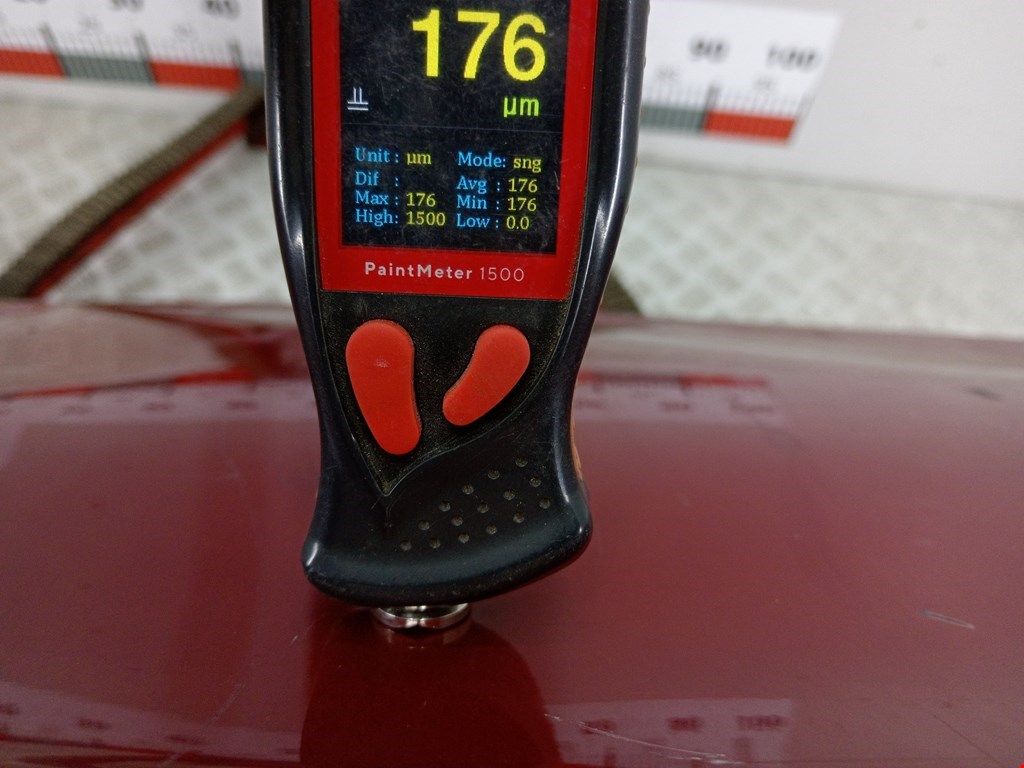 90 100
176
µm
Unit : µm Mode: sng
Dif : Avg : 176
Max : 176 Min : 176
High: 1500 Low : 0.0
PaintMeter 1500